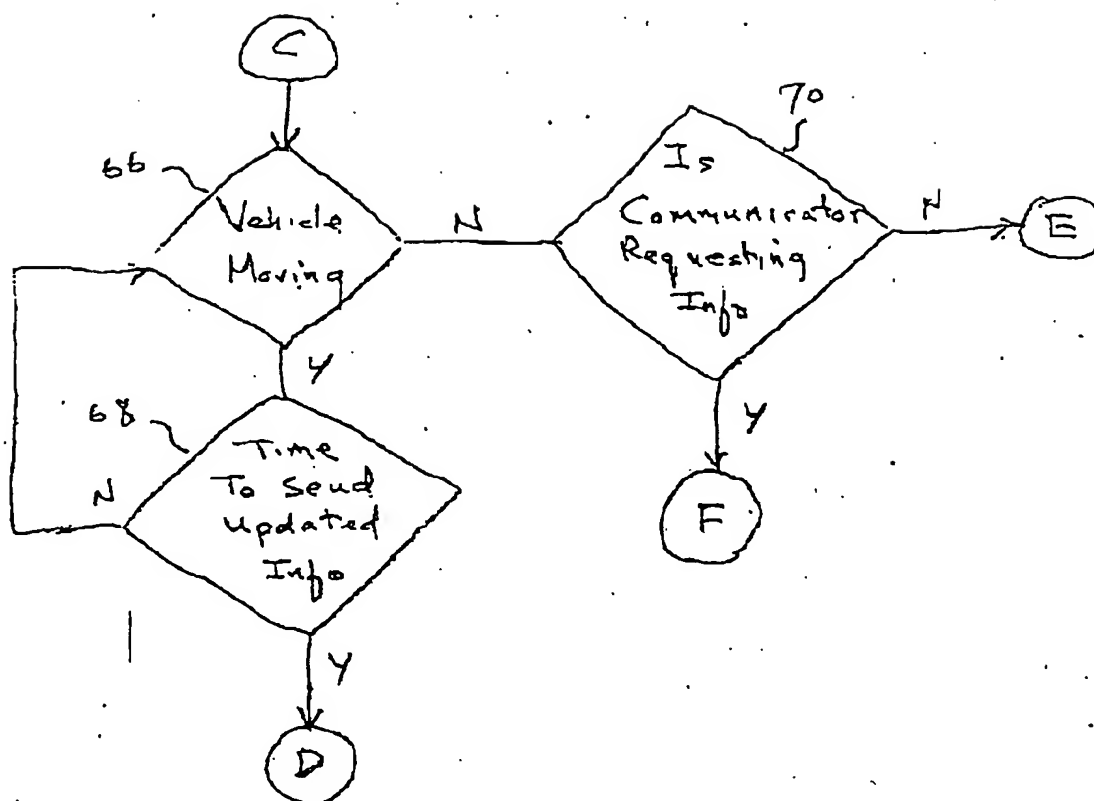 C
66
Vehicle
Moving
N
70
Is
Communicator
Requesting
Info
N
E
Y
F
Y
68
Time
To Send
Updated
Info
N
Y
D